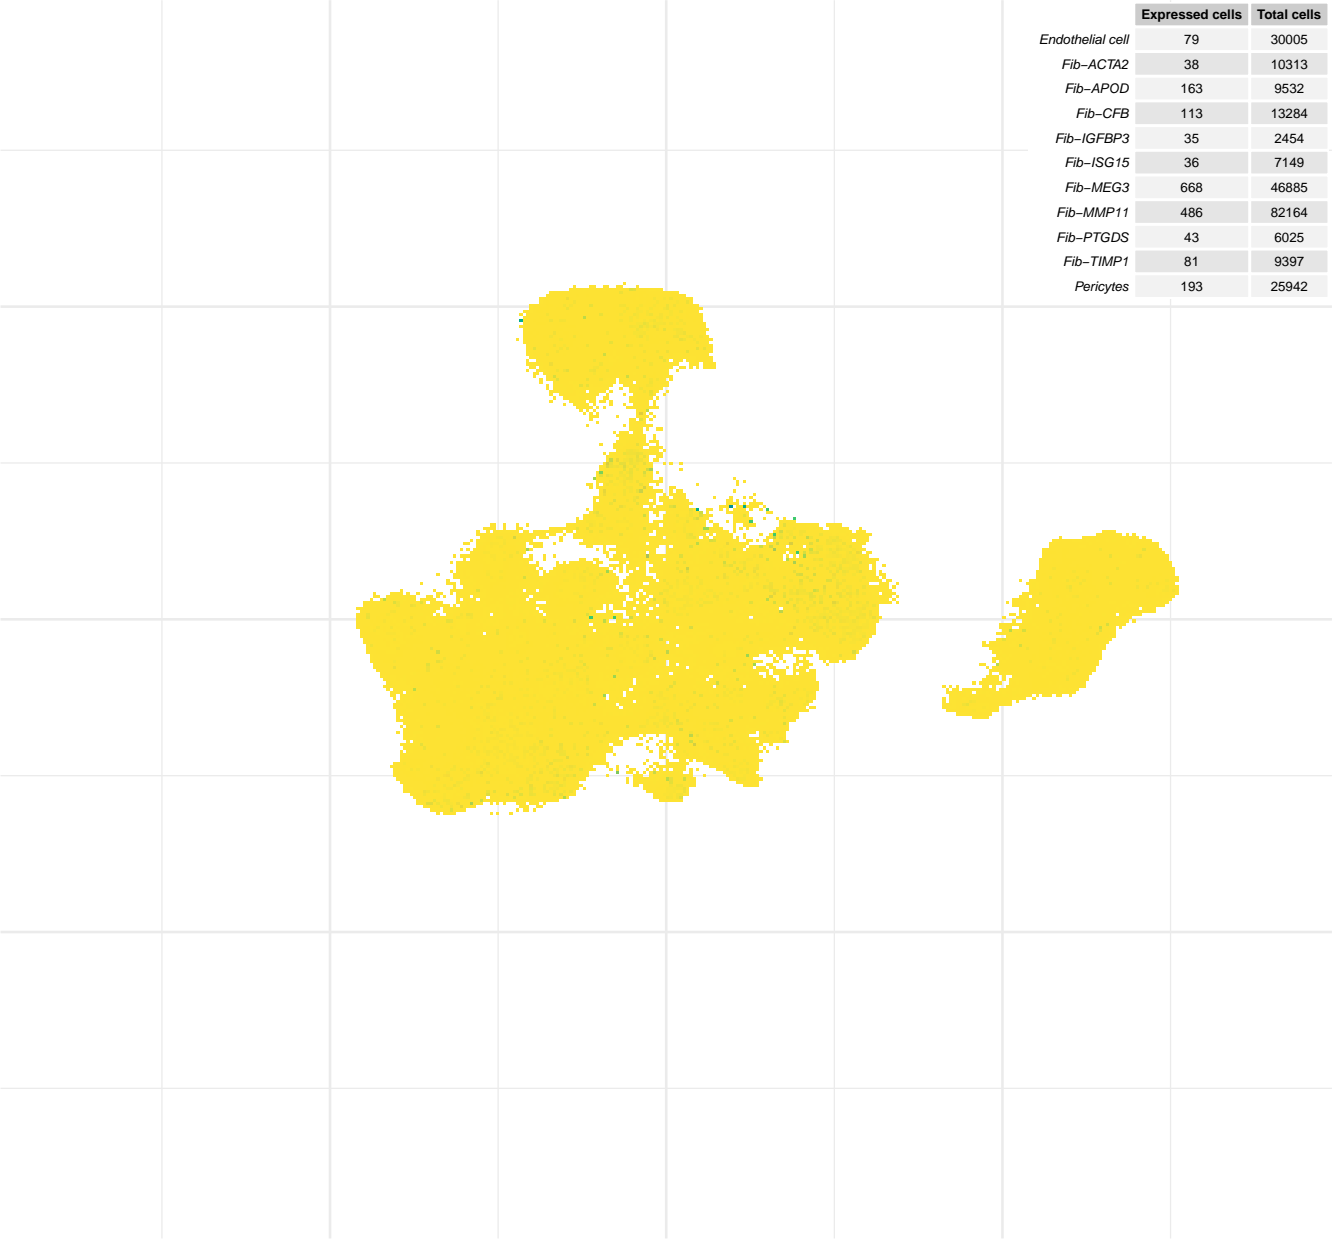 Expressed cells Total cells
Endothelial cell 79 30005
Fib−ACTA2 38 10313
Fib−APOD 163 9532
Fib−CFB 113 13284
Fib−IGFBP3 35 2454
Fib−ISG15 36 7149
Fib−MEG3 668 46885
Fib−MMP11 486 82164
Fib−PTGDS 43 6025
Fib−TIMP1 81 9397
Pericytes 193 25942